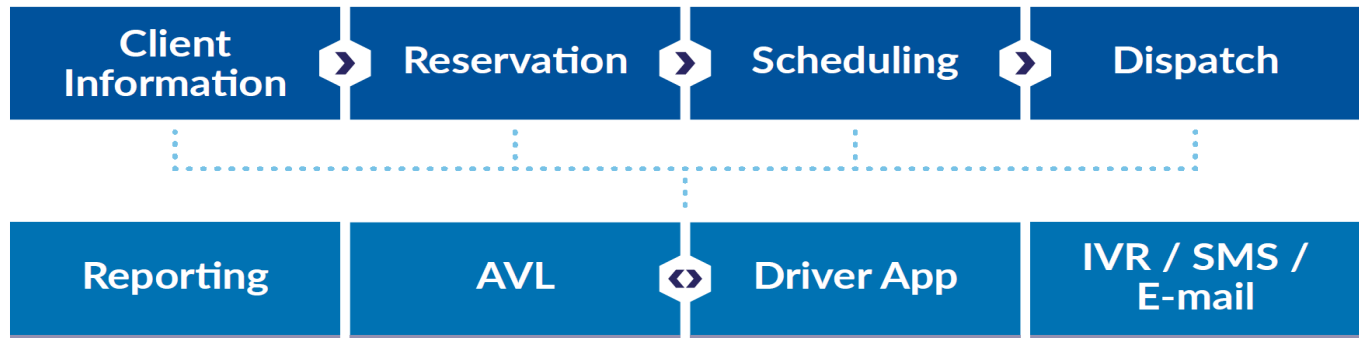 Client
Information
Reservation
Scheduling
Dispatch
Reporting
AVL
Driver App
IVR / SMS /
E-mail